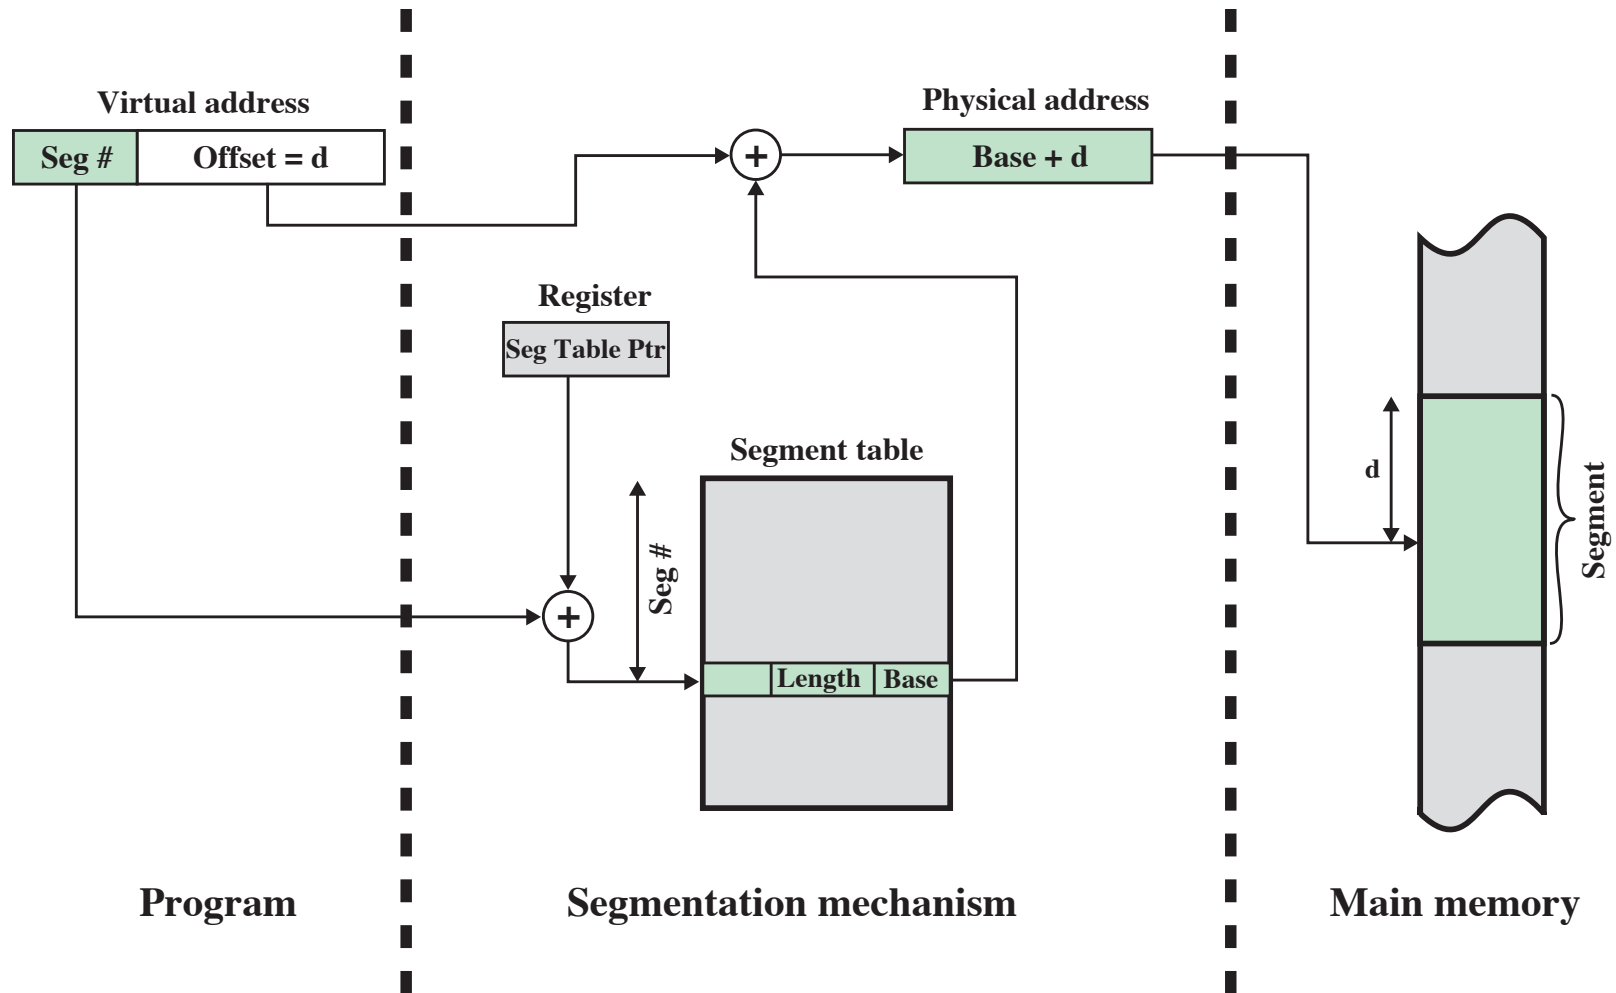 Virtual address
Seg #
Offset = d
+
Physical address
Base + d
Register
Seg Table Ptr
Segment table
Seg #
+
Length
Base
d
Segment
Program
Segmentation mechanism
Main memory